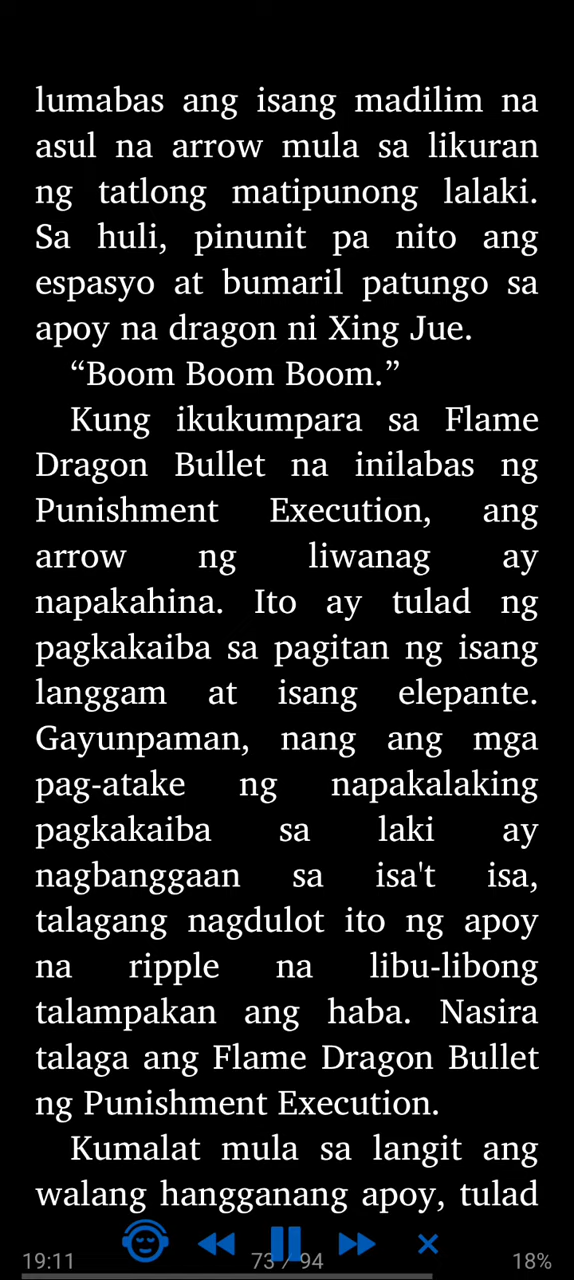 lumabas ang isang madilim na
asul na arrow mula sa likuran
ng tatlong matipunong lalaki.
Sa huli, pinunit pa nito ang
espasyo at bumaril patungo sa
apoy na dragon ni Xing Jue.
“Boom Boom Boom.”
Kung ikukumpara sa Flame
Dragon Bullet na inilabas ng
Punishment Execution, ang
arrow ng liwanag ay
napakahina. Ito ay tulad ng
pagkakaiba sa pagitan ng isang
langgam at isang elepante.
Gayunpaman, nang ang mga
pag-atake ng napakalaking
pagkakaiba sa laki ay
nagbanggaan sa isa't isa,
talagang nagdulot ito ng apoy
na ripple na libu-libong
talampakan ang haba. Nasira
talaga ang Flame Dragon Bullet
ng Punishment Execution.
Kumalat mula sa langit ang
walang hangganang apoy, tulad
19:11 73 / 94 18%